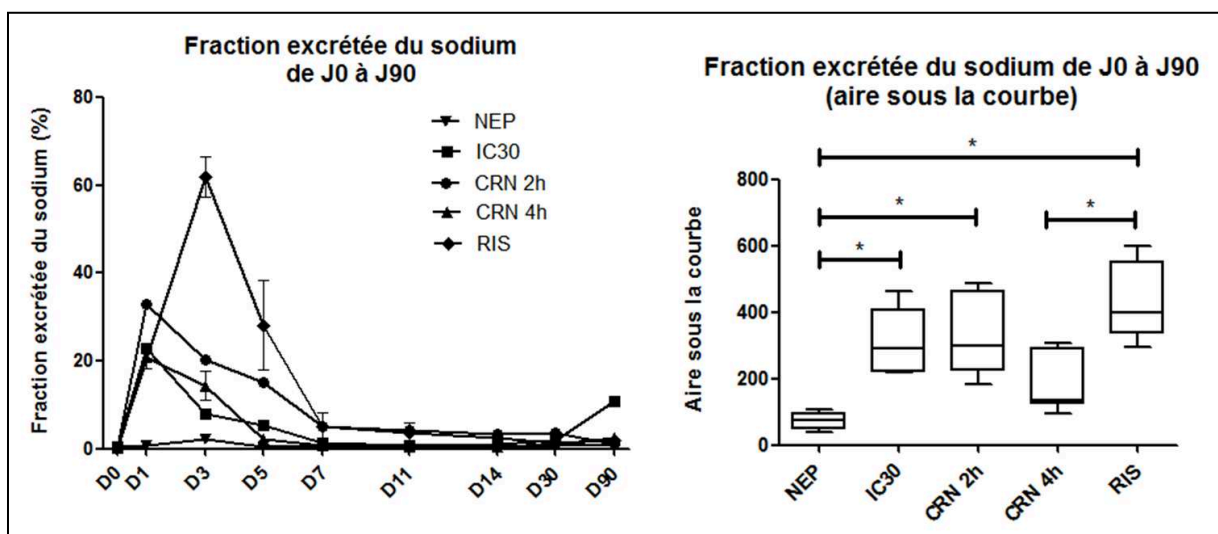 Fraction excrétée du sodium
de J0 à J90
Fraction excrétée du sodium (%)
80
60
40
20
0
NEP
IC30
CRN 2h
CRN 4h
RIS
D0
D1
D3
D5
D7
D11
D14
D30
D90
Fraction excrétée du sodium de J0 à J90
(aire sous la courbe)
Aire sous la courbe
800
600
400
200
0
*
*
*
*
NEP
IC30
CRN 2h
CRN 4h
RIS